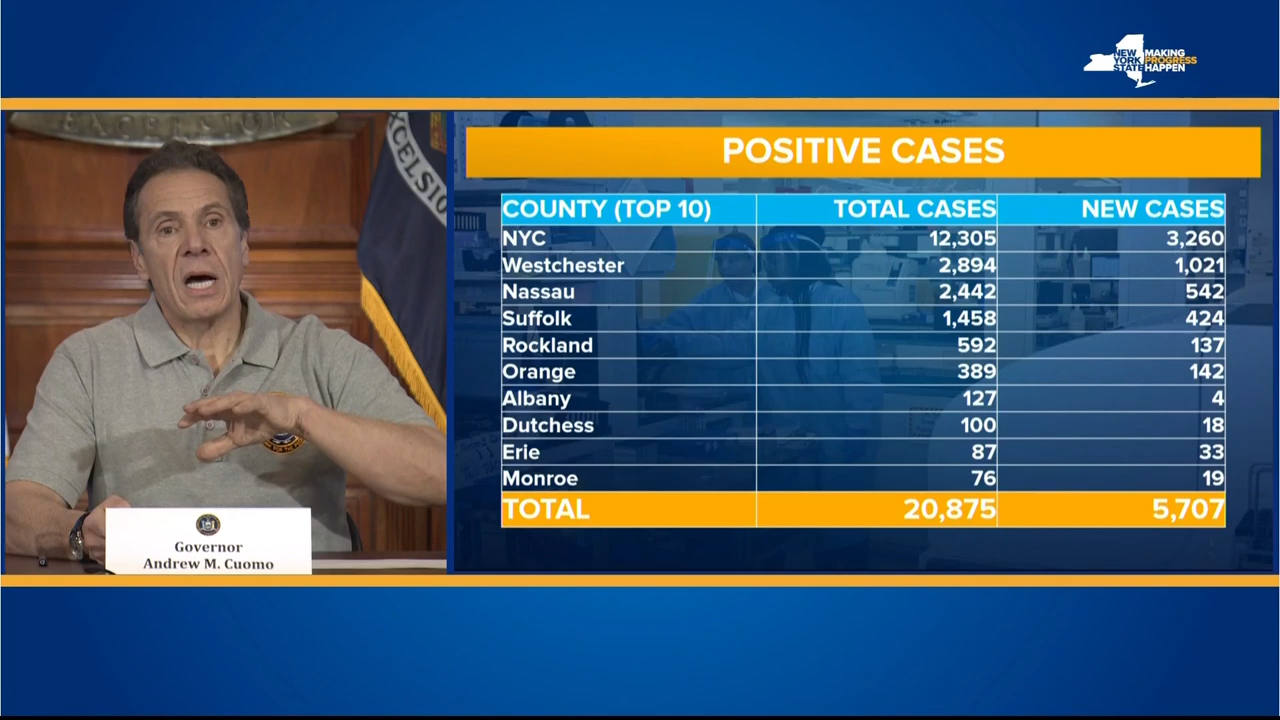 NEW YORK STATE
MAKING PROGRESS HAPPEN
EXCELSIOR
POSITIVE CASES
COUNTY (TOP 10) TOTAL CASES NEW CASES
NYC 12,305 3,260
Westchester 2,894 1,021
Nassau 2,442 542
Suffolk 1,458 424
Rockland 592 137
Orange 389 142
Albany 127 4
Dutchess 100 18
Erie 87 33
Monroe 76 19
TOTAL 20,875 5,707
Governor
Andrew M. Cuomo